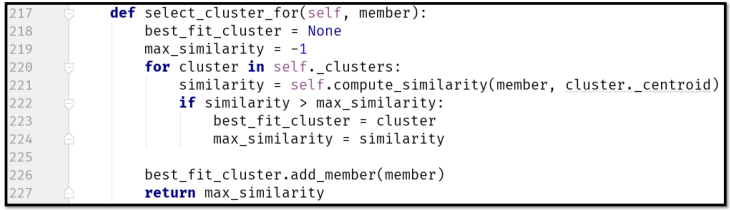 217 def select_cluster_for(self, member):
218 best_fit_cluster = None
219 max_similarity = -1
220 for cluster in self._clusters:
221 similarity = self.compute_similarity(member, cluster._centroid)
222 if similarity > max_similarity:
223 best_fit_cluster = cluster
224 max_similarity = similarity
225
226 best_fit_cluster.add_member(member)
227 return max_similarity